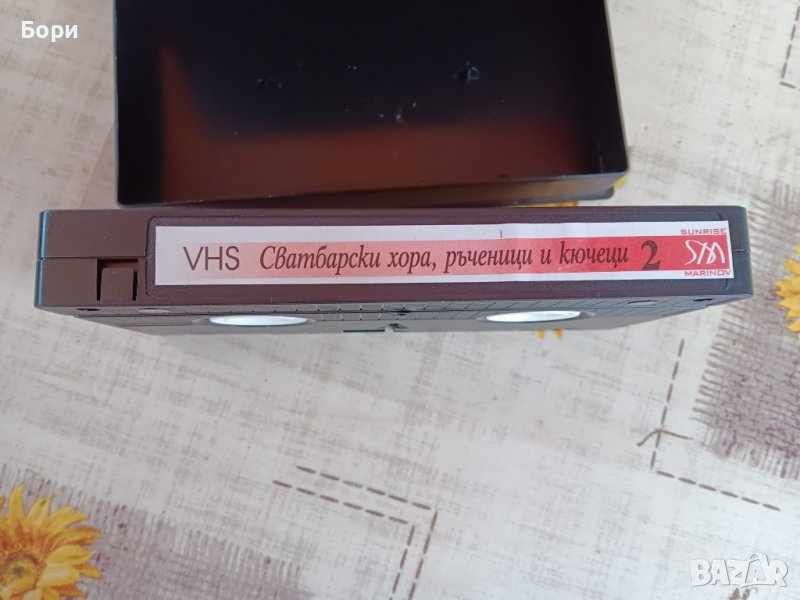 Бори
VHS Сватбарски хора, ръченици и кючеци 2
SUNRISE
SM
MARINOV
BAZAR